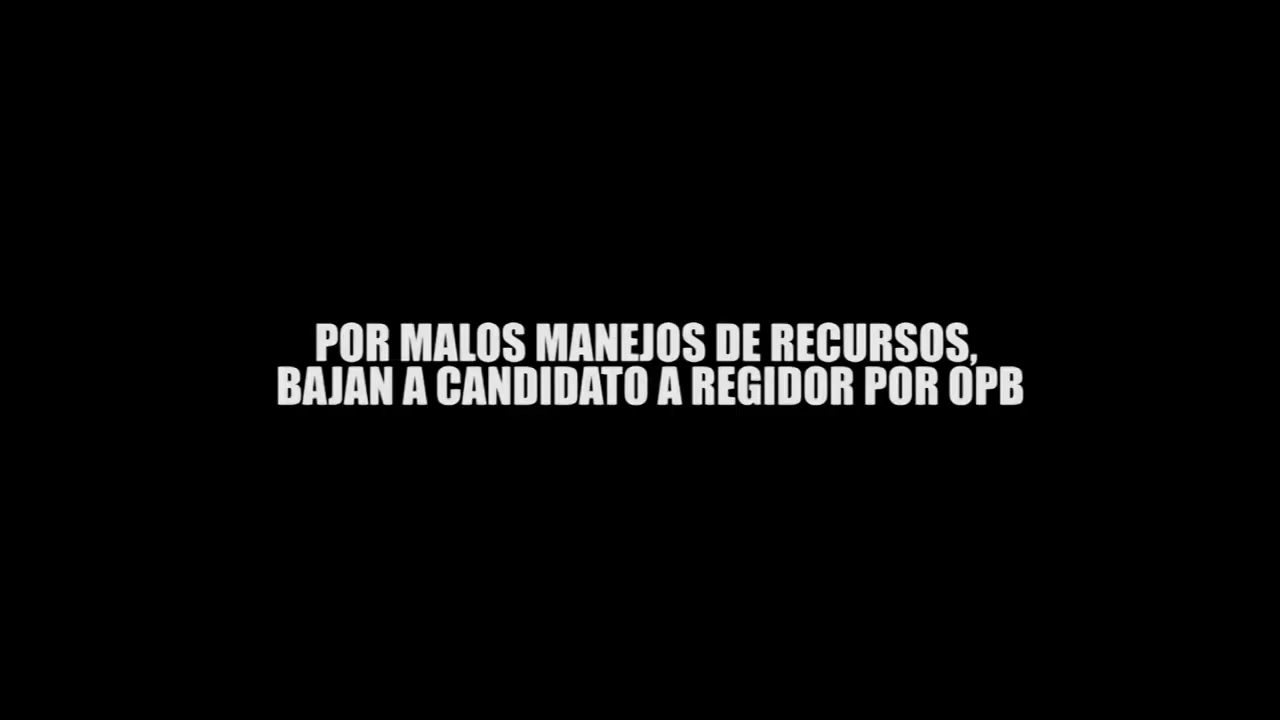 POR MALOS MANEJOS DE RECURSOS,
BAJAN A CANDIDATO A REGIDOR POR OPB